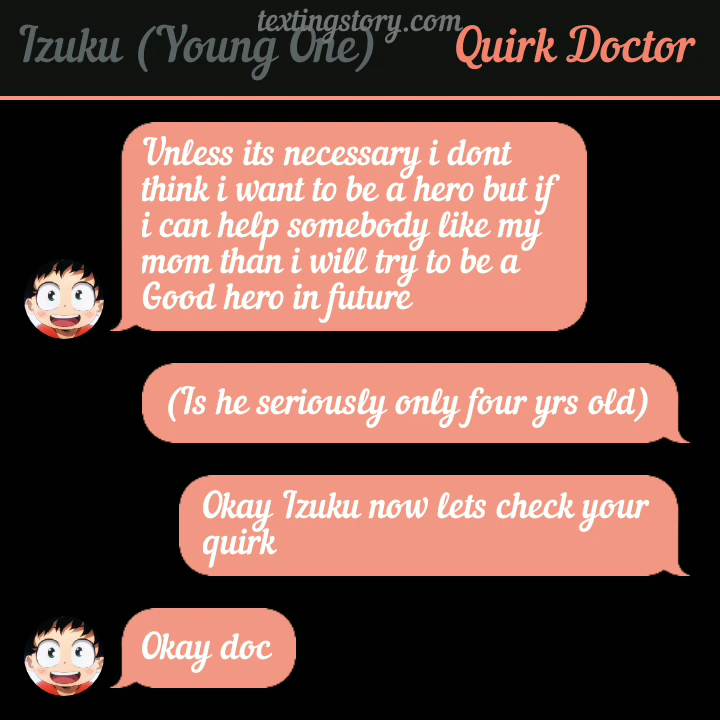 textingstory.com
Izuku (Young One)
Quirk Doctor
Unless its necessary i dont
think i want to be a hero but if
i can help somebody like my
mom than i will try to be a
Good hero in future
(Is he seriously only four yrs old)
Okay Izuku now lets check your
quirk
Okay doc